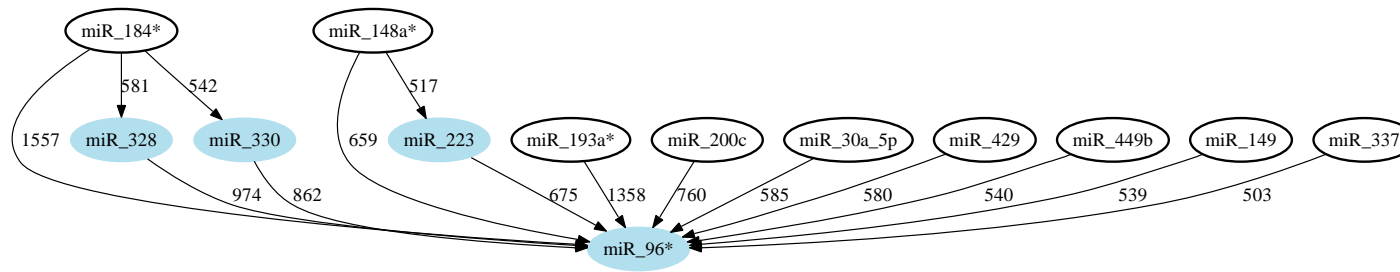 miR_184*
miR_148a*
581
542
517
1557
miR_328
miR_330
659
miR_223
miR_193a*
miR_200c
miR_30a_5p
miR_429
miR_449b
miR_149
miR_337
974
862
675
1358
760
585
580
540
539
503
miR_96*